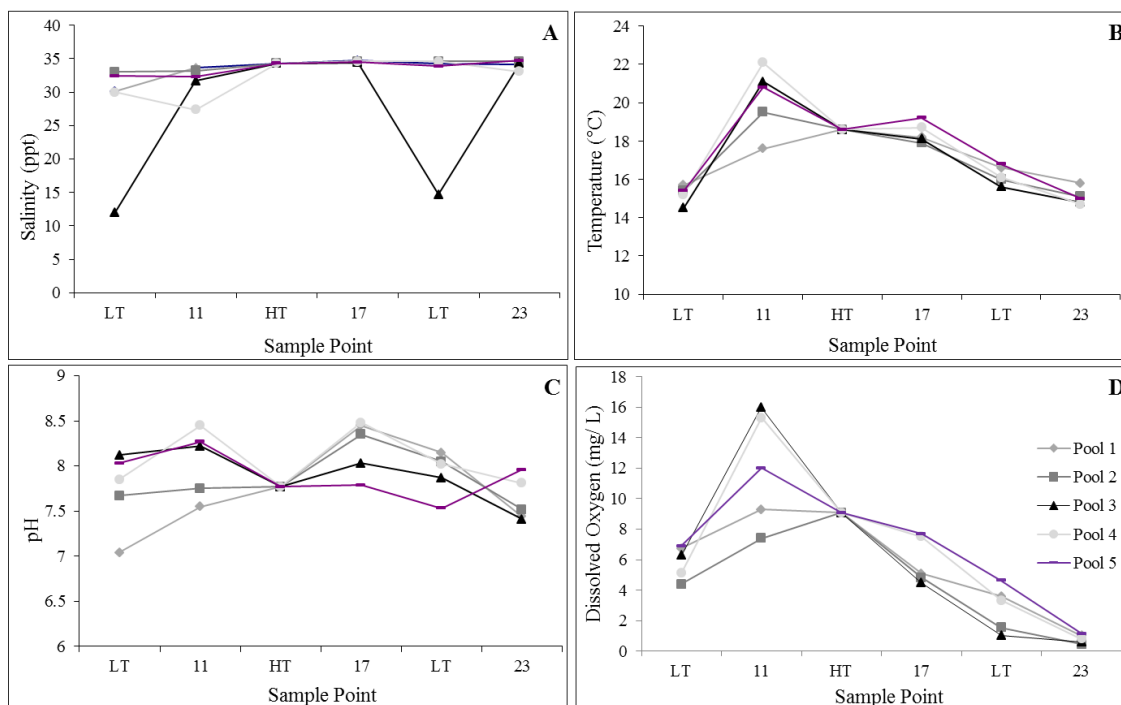 A
40
35
30
25
20
15
10
5
0
Salinity (ppt)
LT 11 HT 17 LT 23
Sample Point
B
24
22
20
18
16
14
12
10
Temperature (°C)
LT 11 HT 17 LT 23
Sample Point
C
9
8.5
8
7.5
7
6.5
6
pH
LT 11 HT 17 LT 23
Sample Point
D
18
16
14
12
10
8
6
4
2
0
Dissolved Oxygen (mg/ L)
LT 11 HT 17 LT 23
Sample Point
Pool 1
Pool 2
Pool 3
Pool 4
Pool 5